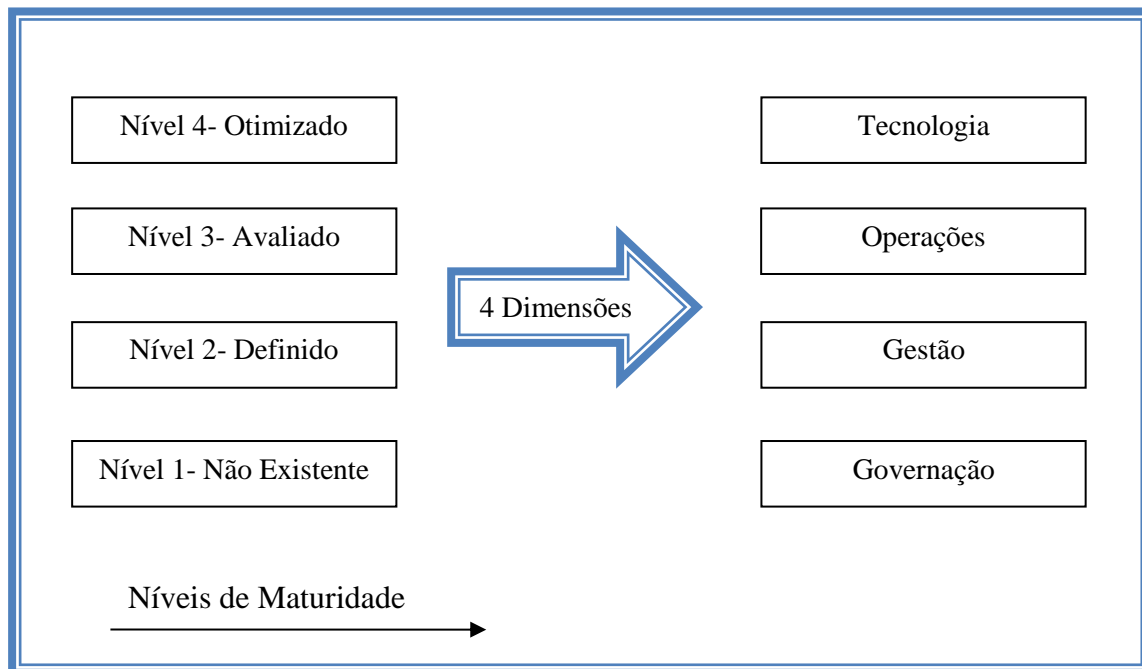 Nível 4- Otimizado
Nível 3- Avaliado
Nível 2- Definido
Nível 1- Não Existente
4 Dimensões
Tecnologia
Operações
Gestão
Governação
Níveis de Maturidade